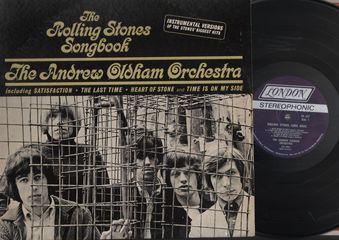 The
Rolling Stones
Songbook
INSTRUMENTAL VERSIONS
OF THE STONES' BIGGEST HITS
The Andrew Oldham Orchestra
including SATISFACTION • THE LAST TIME • HEART OF STONE and TIME IS ON MY SIDE
LONDON
STEREOPHONIC